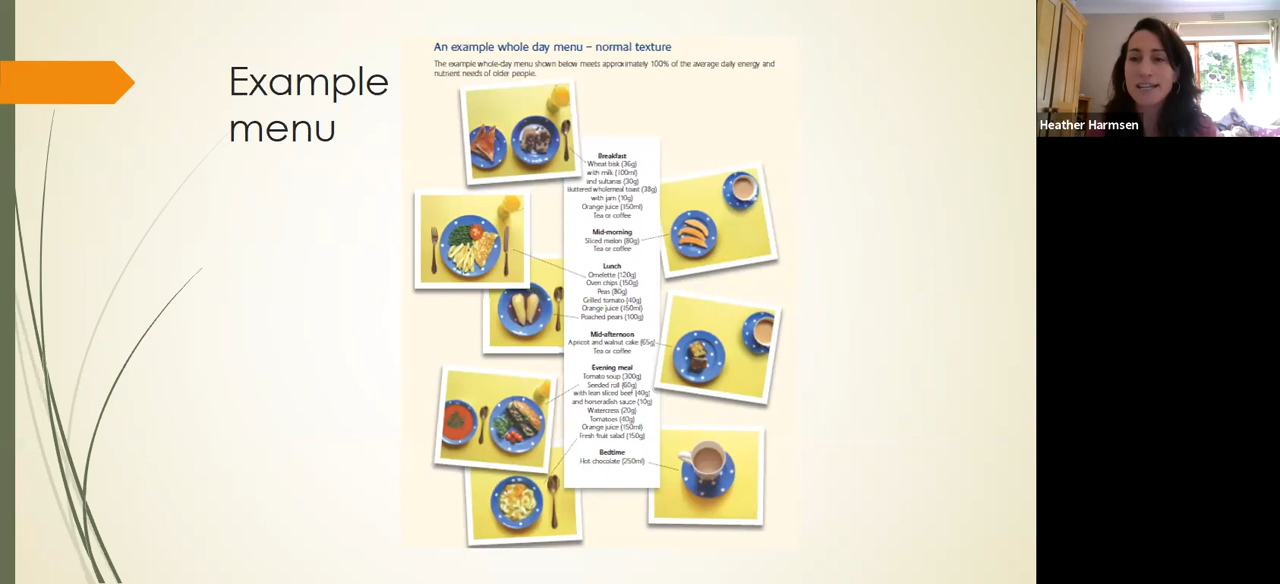 Example
menu
An example whole day menu – normal texture
The example whole-day menu shown below meets approximately 100% of the average daily energy and
nutrient needs of older people.
Breakfast
Wheat bisk (36g)
with milk (100ml)
and sultanas (30g)
Buttered wholemeal toast (38g)
with jam (10g)
Orange juice (150ml)
Tea or coffee
Mid-morning
Sliced melon (80g)
Tea or coffee
Lunch
Omelette (120g)
Oven chips (150g)
Peas (80g)
Grilled tomato (40g)
Orange juice (150ml)
Poached pears (100g)
Mid-afternoon
Apricot and walnut cake (65g)
Tea or coffee
Evening meal
Tomato soup (300g)
Seeded roll (60g)
with lean sliced beef (40g)
and horseradish sauce (10g)
Watercress (20g)
Tomatoes (40g)
Orange juice (150ml)
Fresh fruit salad (150g)
Bedtime
Hot chocolate (250ml)
Heather Harmsen